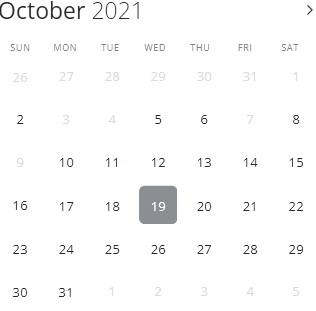 October 2021
SUN MON TUE WED THU FRI SAT
26 27 28 29 30 31 1
2 3 4 5 6 7 8
9 10 11 12 13 14 15
16 17 18 19 20 21 22
23 24 25 26 27 28 29
30 31 1 2 3 4 5